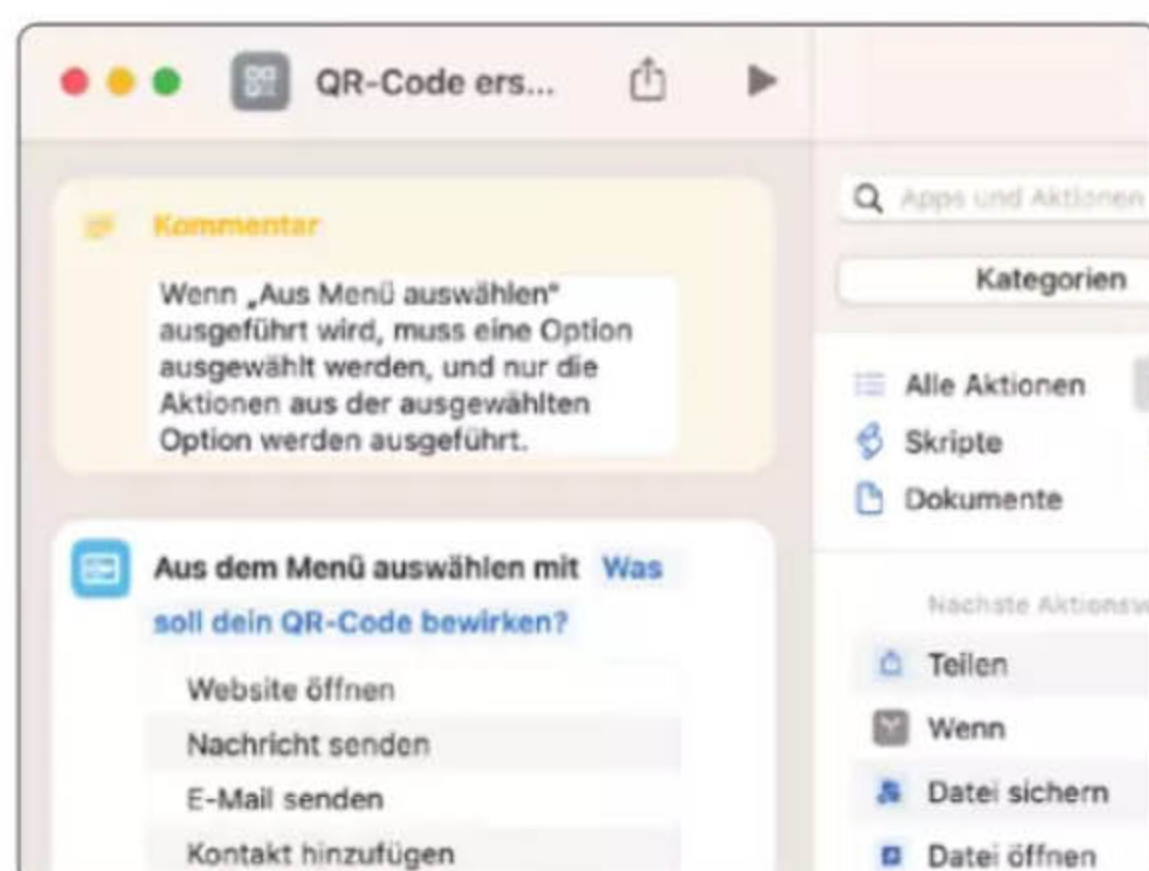 QR-Code ers...
Kommentar
Wenn „Aus Menü auswählen“
ausgeführt wird, muss eine Option
ausgewählt werden, und nur die
Aktionen aus der ausgewählten
Option werden ausgeführt.
Aus dem Menü auswählen mit Was
soll dein QR-Code bewirken?
Website öffnen
Nachricht senden
E-Mail senden
Kontakt hinzufügen
Apps und Aktionen
Kategorien
Alle Aktionen
Skripte
Dokumente
Nächste Aktionsv
Teilen
Wenn
Datei sichern
Datei öffnen